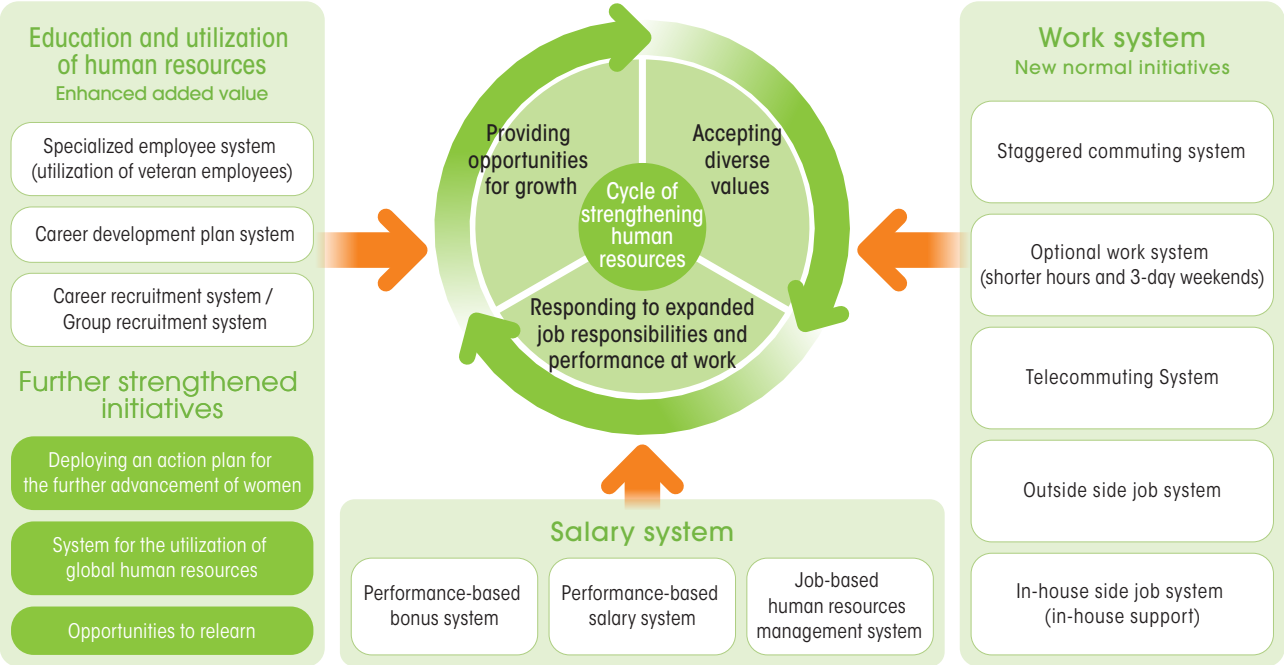 Education and utilization
of human resources
Enhanced added value
Specialized employee system
(utilization of veteran employees)
Career development plan system
Career recruitment system /
Group recruitment system
Further strengthened
initiatives
Deploying an action plan for
the further advancement of women
System for the utilization of
global human resources
Opportunities to relearn
Providing
opportunities
for growth
Accepting
diverse
values
Cycle of
strengthening
human
resources
Responding to expanded
job responsibilities and
performance at work
Salary system
Performance-based
bonus system
Performance-based
salary system
Job-based
human resources
management system
Work system
New normal initiatives
Staggered commuting system
Optional work system
(shorter hours and 3-day weekends)
Telecommuting System
Outside side job system
In-house side job system
(in-house support)